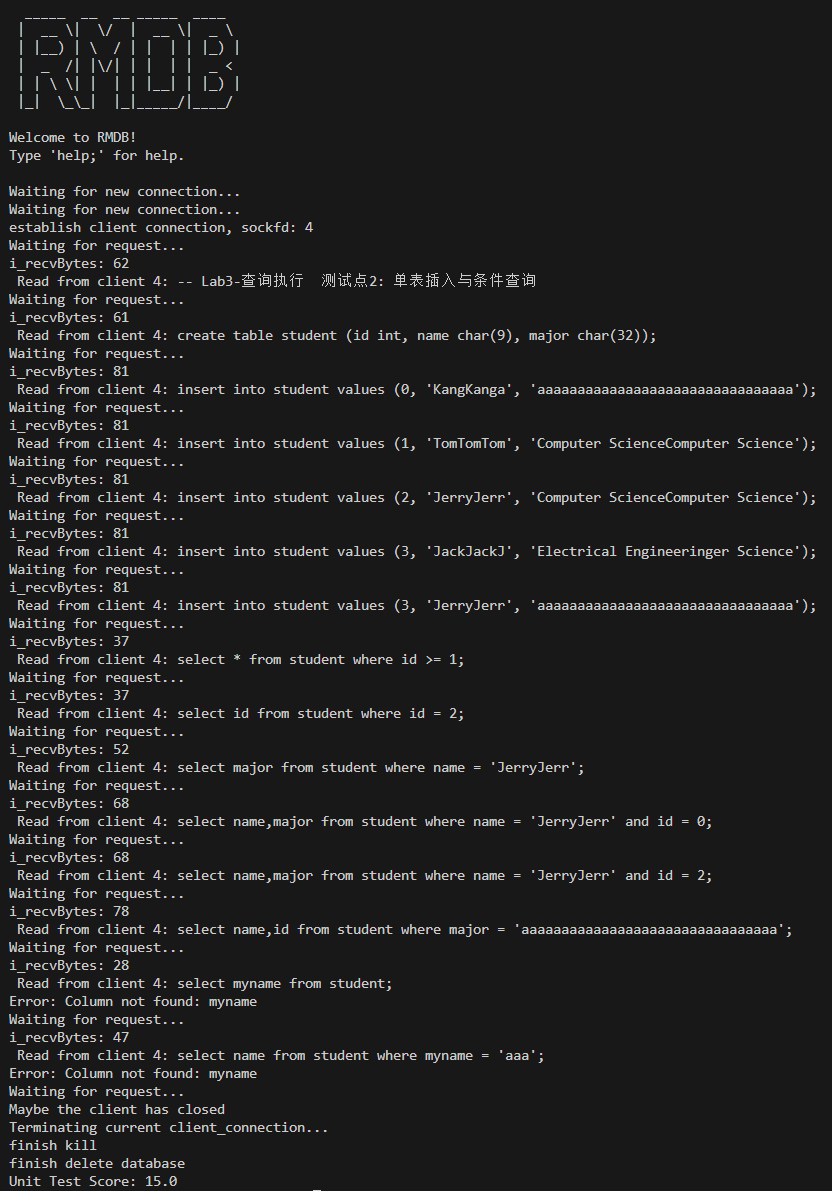 _____  __  __ _____  ____
 |  __ \|  \/  |  __ \|  _ \
 | |__) | \  / | |  | | |_) |
 |  _  /| |\/| | |  | |  _ <
 | | \ \| |  | | |__| | |_) |
 |_|  \_\_|  |_|_____/|____/
Welcome to RMDB!
Type 'help;' for help.
Waiting for new connection...
Waiting for new connection...
establish client connection, sockfd: 4
Waiting for request...
i_recvBytes: 62
 Read from client 4: -- Lab3-查询执行  测试点2: 单表插入与条件查询
Waiting for request...
i_recvBytes: 61
 Read from client 4: create table student (id int, name char(9), major char(32));
Waiting for request...
i_recvBytes: 81
 Read from client 4: insert into student values (0, 'KangKanga', 'aaaaaaaaaaaaaaaaaaaaaaaaaaaaaaaa');
Waiting for request...
i_recvBytes: 81
 Read from client 4: insert into student values (1, 'TomTomTom', 'Computer ScienceComputer Science');
Waiting for request...
i_recvBytes: 81
 Read from client 4: insert into student values (2, 'JerryJerr', 'Computer ScienceComputer Science');
Waiting for request...
i_recvBytes: 81
 Read from client 4: insert into student values (3, 'JackJackJ', 'Electrical Engineeringer Science');
Waiting for request...
i_recvBytes: 81
 Read from client 4: insert into student values (3, 'JerryJerr', 'aaaaaaaaaaaaaaaaaaaaaaaaaaaaaaaa');
Waiting for request...
i_recvBytes: 37
 Read from client 4: select * from student where id >= 1;
Waiting for request...
i_recvBytes: 37
 Read from client 4: select id from student where id = 2;
Waiting for request...
i_recvBytes: 52
 Read from client 4: select major from student where name = 'JerryJerr';
Waiting for request...
i_recvBytes: 68
 Read from client 4: select name,major from student where name = 'JerryJerr' and id = 0;
Waiting for request...
i_recvBytes: 68
 Read from client 4: select name,major from student where name = 'JerryJerr' and id = 2;
Waiting for request...
i_recvBytes: 78
 Read from client 4: select name,id from student where major = 'aaaaaaaaaaaaaaaaaaaaaaaaaaaaaaaa';
Waiting for request...
i_recvBytes: 28
 Read from client 4: select myname from student;
Error: Column not found: myname
Waiting for request...
i_recvBytes: 47
 Read from client 4: select name from student where myname = 'aaa';
Error: Column not found: myname
Waiting for request...
Maybe the client has closed
Terminating current client_connection...
finish kill
finish delete database
Unit Test Score: 15.0